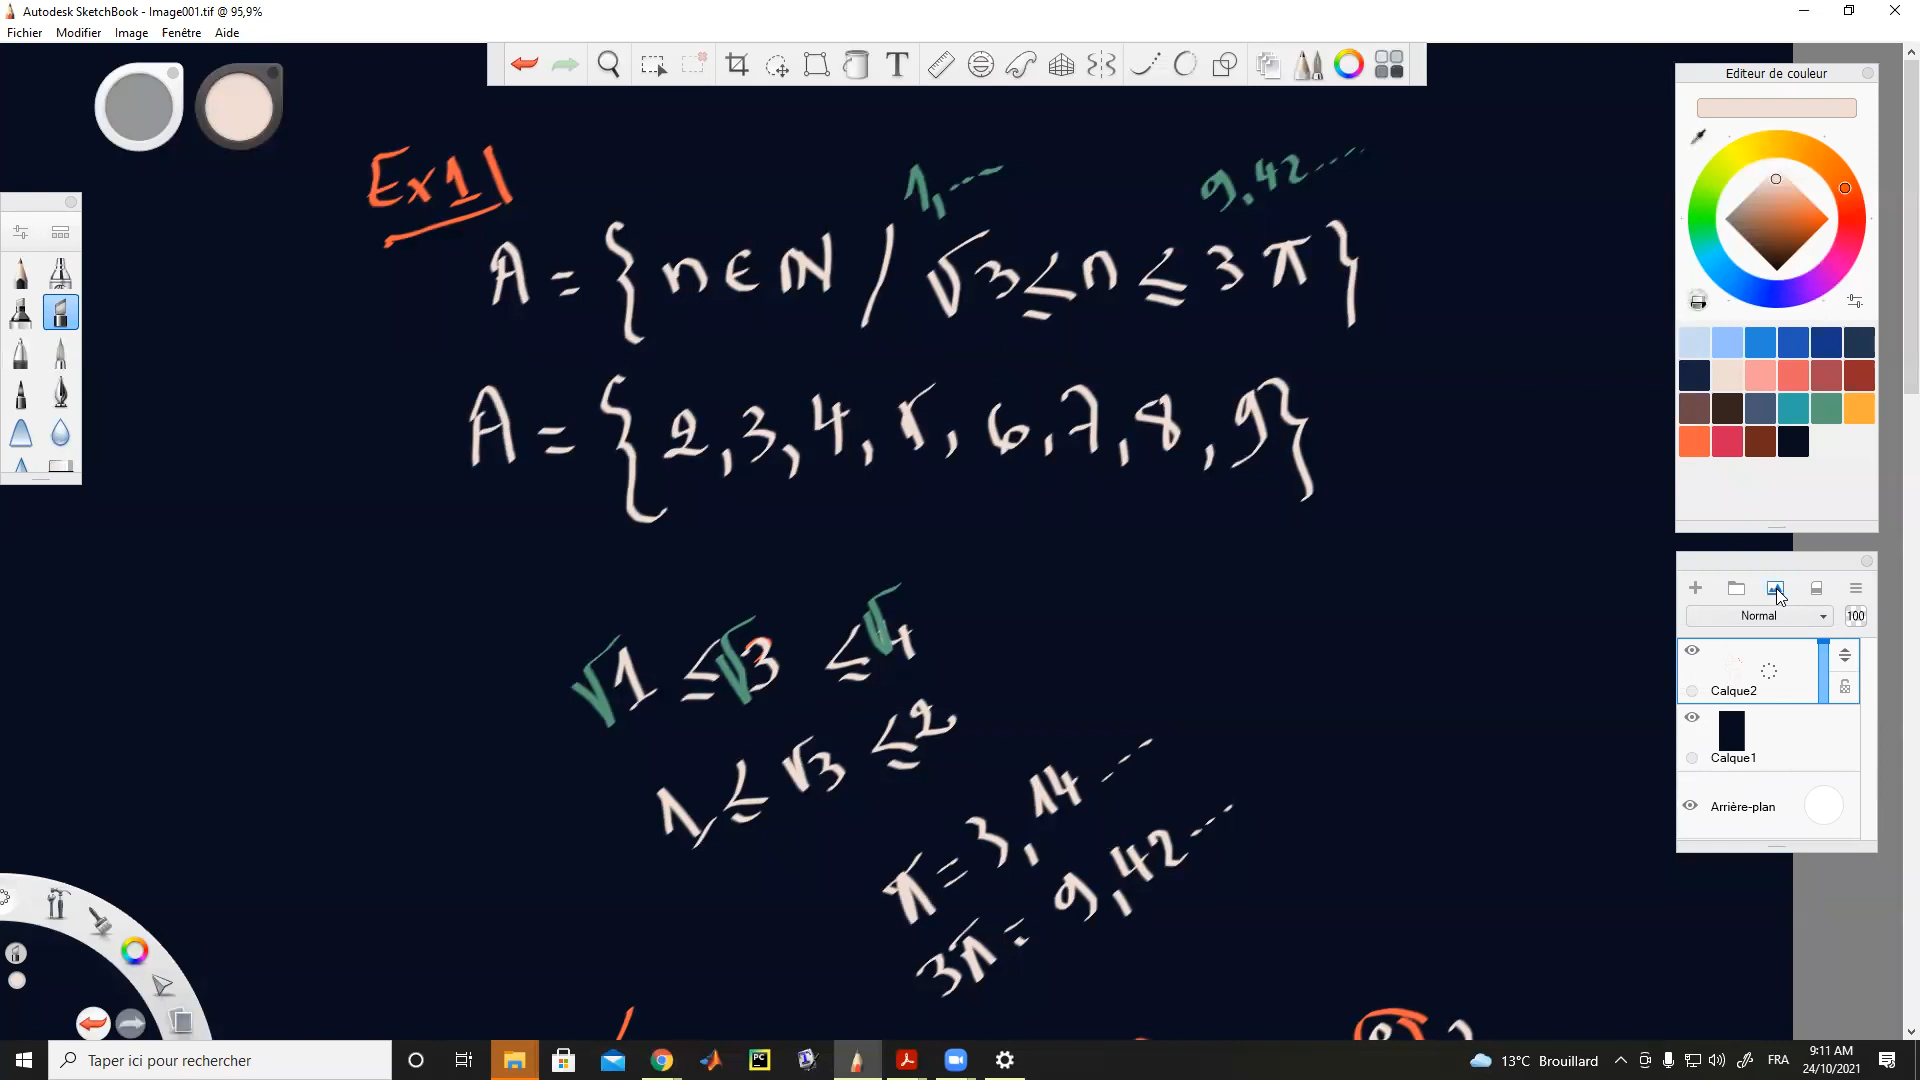 Autodesk SketchBook - Image001.tif @ 95,9%
Fichier Modifier Image Fenêtre Aide
Editeur de couleur
Ex1
1,--- 9.42----
A = { n ∈ ℕ / √3 ≤ n ≤ 3π }
A = { 2, 3, 4, 5, 6, 7, 8, 9 }
√1 ≤ √3 ≤ √4
1, ≤ √3 ≤ 2
π = 3,14---
3π = 9,42---
Normal 100
Calque2
Calque1
Arrière-plan
Taper ici pour rechercher
PC
13°C Brouillard
FRA
9:11 AM
24/10/2021